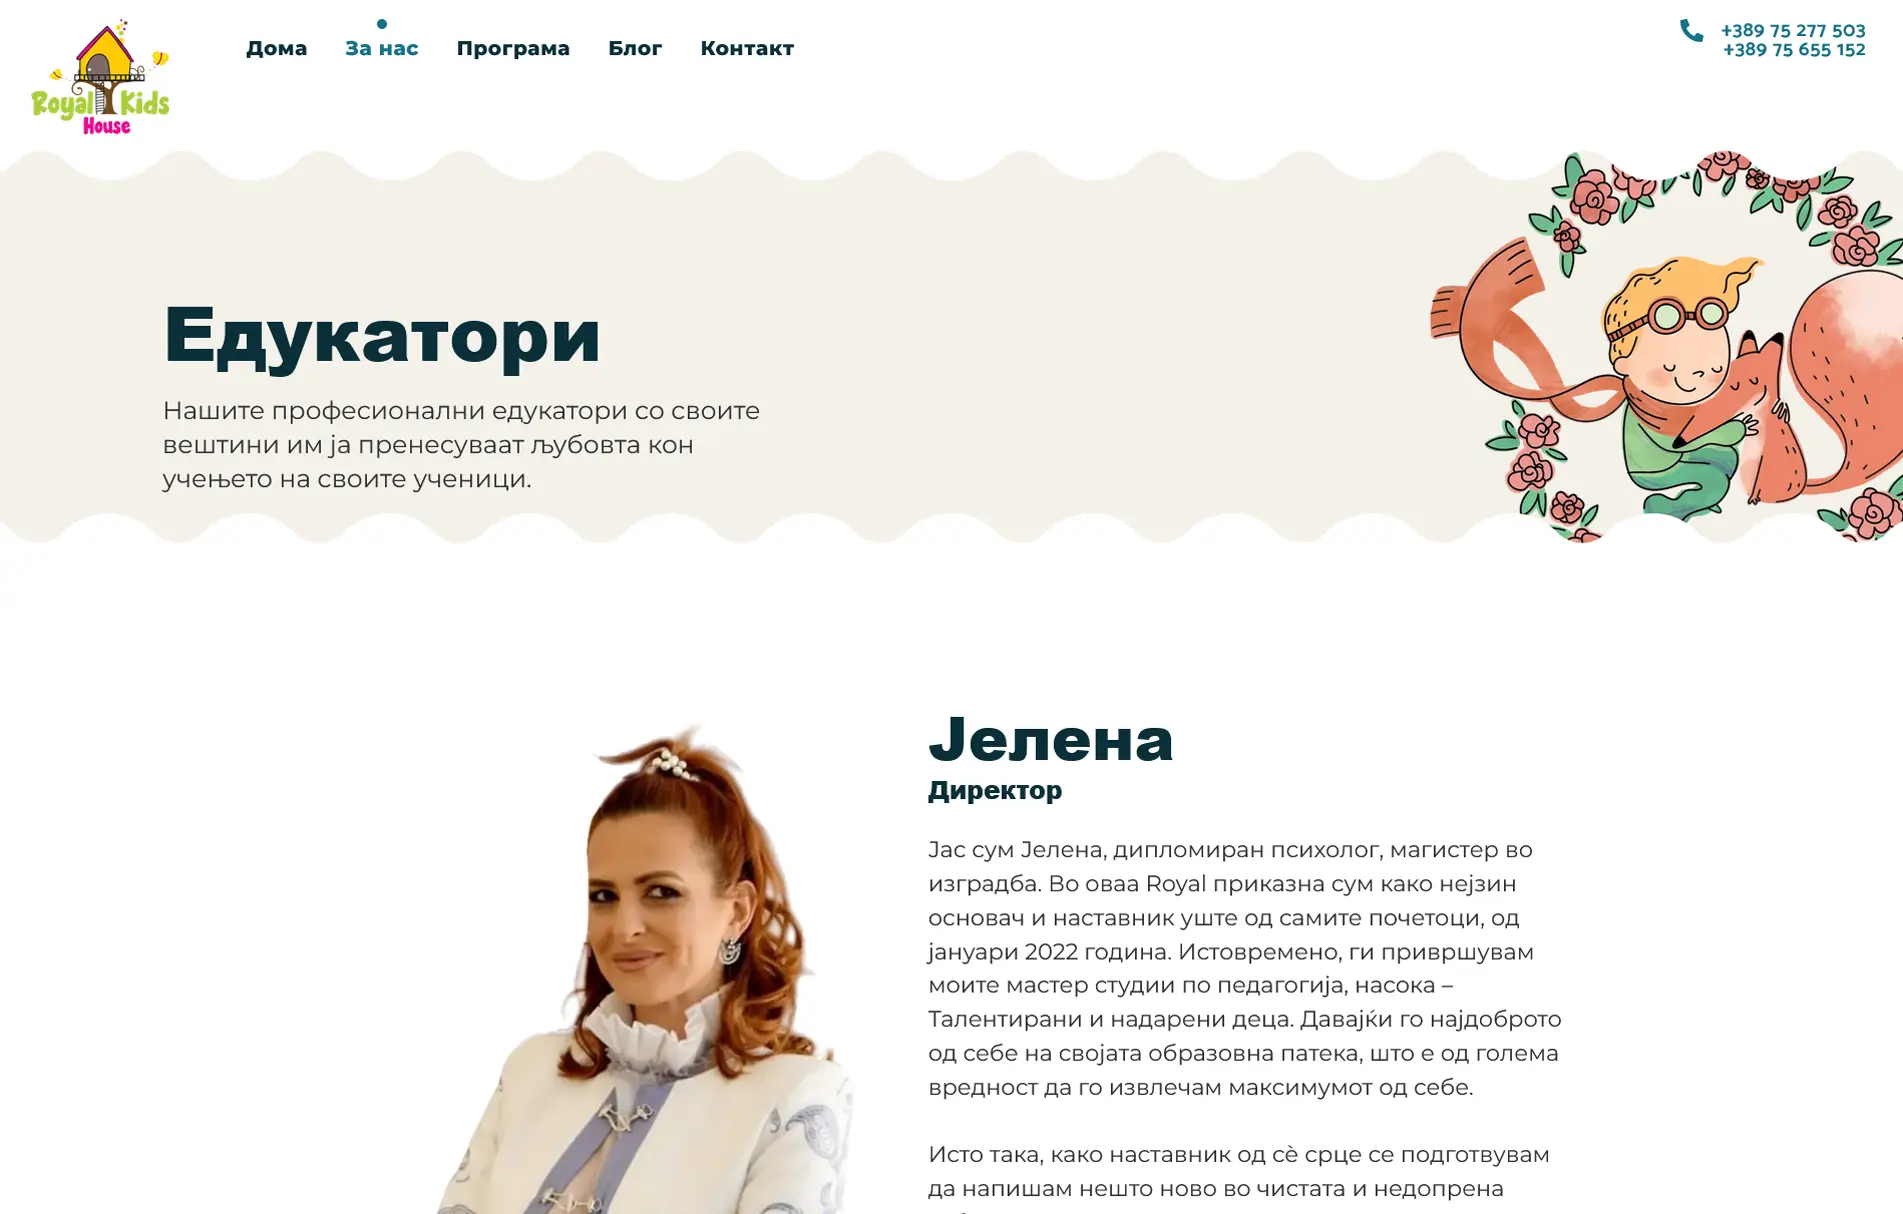 Royal Kids
House
Дома
За нас
Програма
Блог
Контакт
+389 75 277 503
+389 75 655 152
Едукатори
Нашите професионални едукатори со своите
вештини им ја пренесуваат љубовта кон
учењето на своите ученици.
Јелена
Директор
Јас сум Јелена, дипломиран психолог, магистер во
изградба. Во оваа Royal приказна сум како нејзин
основач и наставник уште од самите почетоци, од
јануари 2022 година. Истовремено, ги привршувам
моите мастер студии по педагогија, насока –
Талентирани и надарени деца. Давајќи го најдоброто
од себе на својата образовна патека, што е од голема
вредност да го извлечам максимумот од себе.
Исто така, како наставник од сѐ срце се подготвувам
да напишам нешто ново во чистата и недопрена